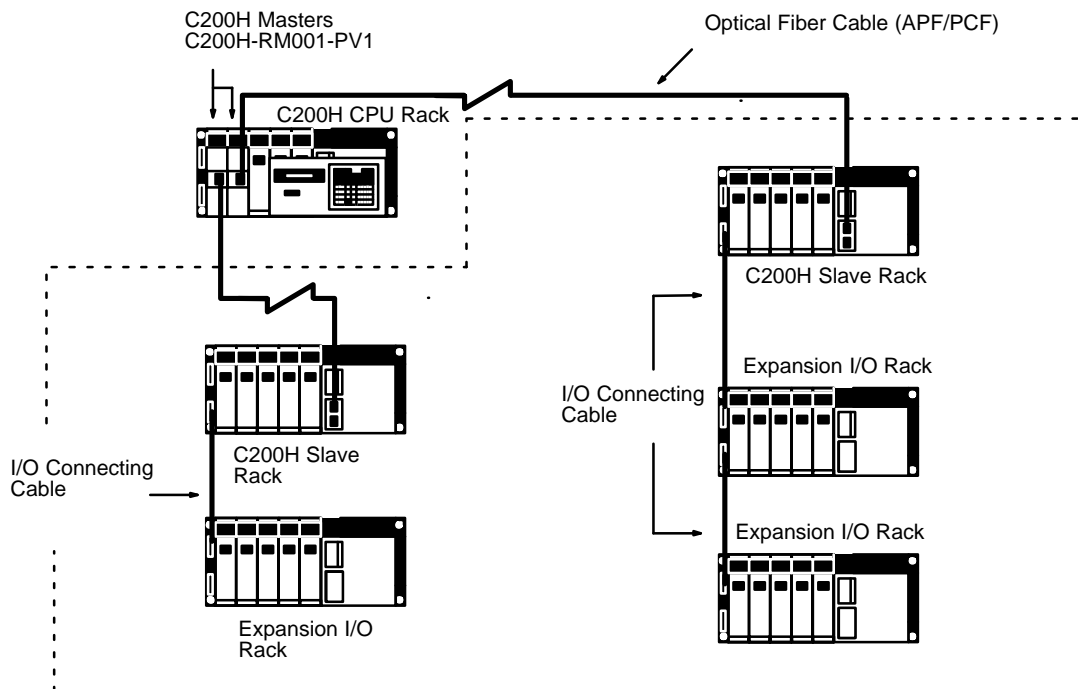 C200H Masters
C200H-RM001-PV1
Optical Fiber Cable (APF/PCF)
C200H CPU Rack
C200H Slave Rack
Expansion I/O Rack
I/O Connecting
Cable
C200H Slave
Rack
I/O Connecting
Cable
Expansion I/O Rack
Expansion I/O
Rack